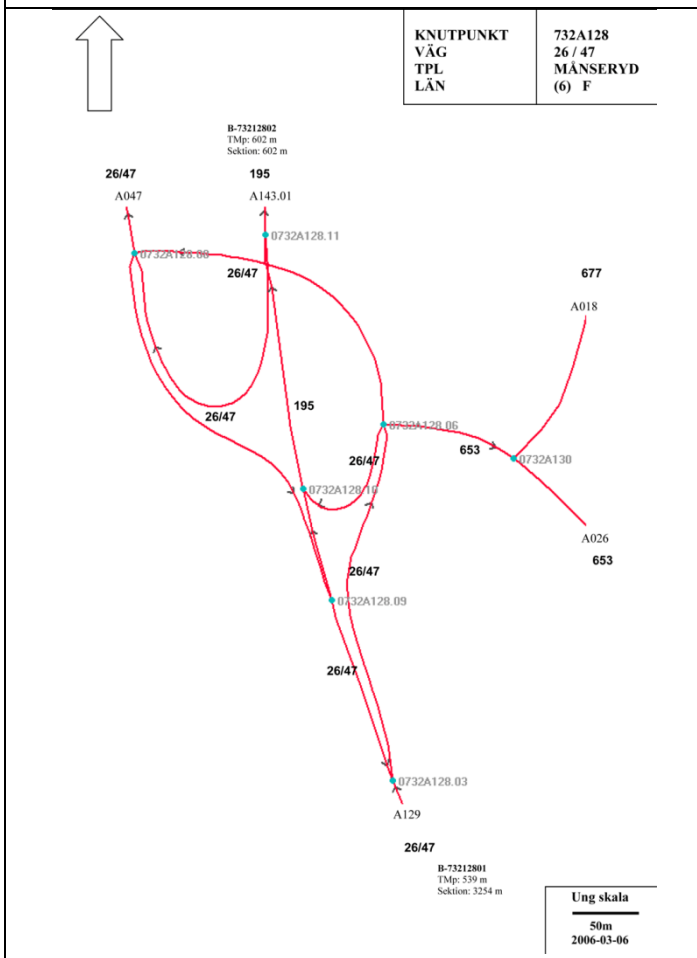 KNUTPUNKT 732A128
VÄG 26 / 47
TPL MÅNSERYD
LÄN (6) F
B-73212802
TMp: 602 m
Sektion: 602 m
26/47
195
A047
A143.01
0732A128.11
26/47
677
A018
26/47
195
0732A128.06
26/47
653
0732A130
A026
653
26/47
0732A128.09
26/47
0732A128.03
A129
26/47
B-73212801
TMp: 539 m
Sektion: 3254 m
Ung skala
50m
2006-03-06